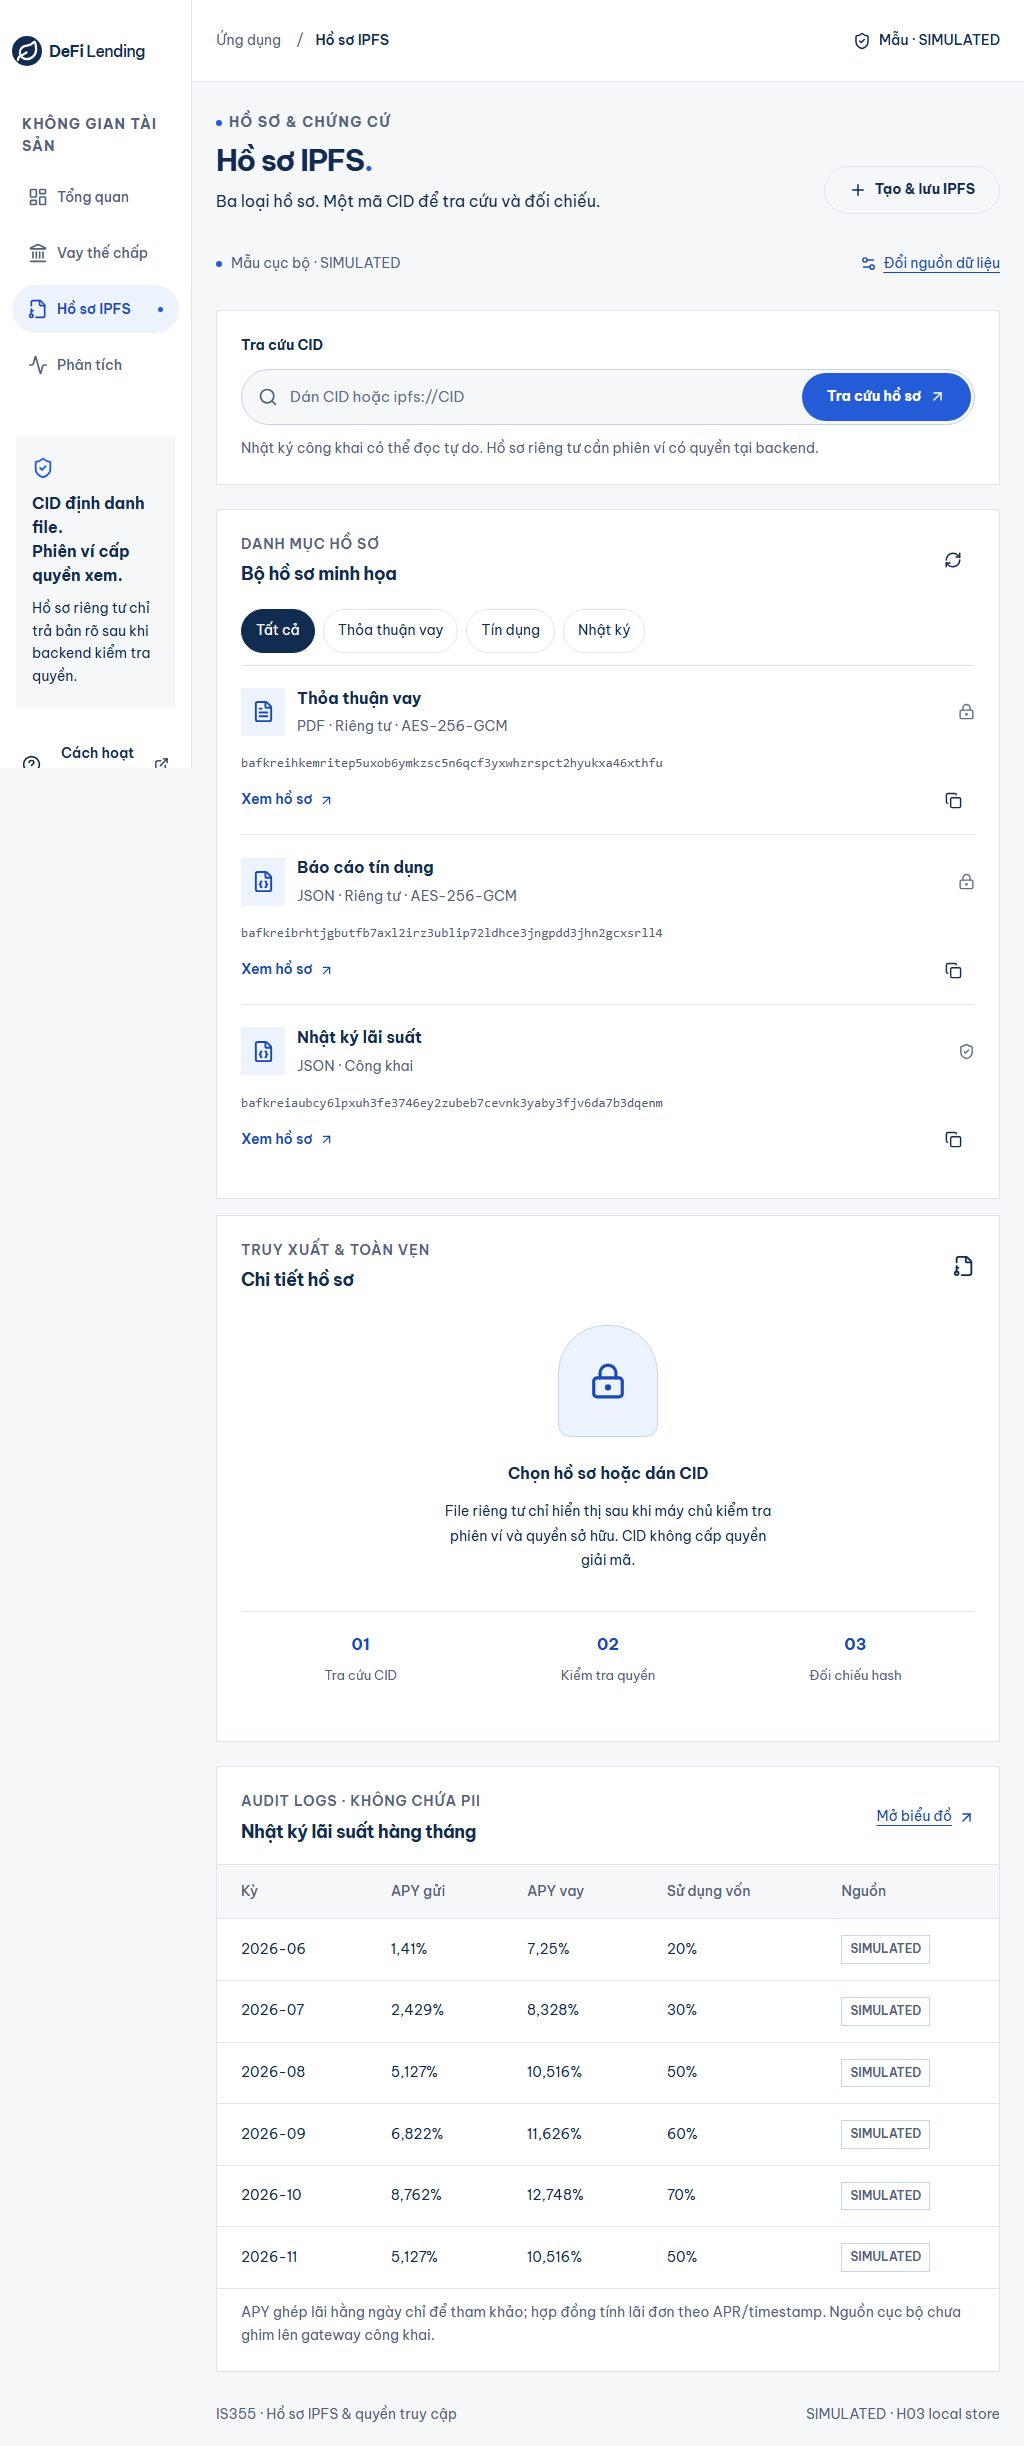 DeFi Lending
KHÔNG GIAN TÀI
SẢN
Tổng quan
Vay thế chấp
Hồ sơ IPFS
Phân tích
CID định danh
file.
Phiên ví cấp
quyền xem.
Hồ sơ riêng tư chỉ
trả bản rõ sau khi
backend kiểm tra
quyền.
Cách hoạt
Ứng dụng / Hồ sơ IPFS
Mẫu · SIMULATED
HỒ SƠ & CHỨNG CỨ
Hồ sơ IPFS.
Ba loại hồ sơ. Một mã CID để tra cứu và đối chiếu.
Tạo & lưu IPFS
Mẫu cục bộ · SIMULATED
Đổi nguồn dữ liệu
Tra cứu CID
Dán CID hoặc ipfs://CID
Tra cứu hồ sơ
Nhật ký công khai có thể đọc tự do. Hồ sơ riêng tư cần phiên ví có quyền tại backend.
DANH MỤC HỒ SƠ
Bộ hồ sơ minh họa
Tất cả
Thỏa thuận vay
Tín dụng
Nhật ký
Thỏa thuận vay
PDF · Riêng tư · AES-256-GCM
bafkreihkemritep5uxob6ymkzsc5n6qcf3yxwhzrspct2hyukxa46xthfu
Xem hồ sơ
Báo cáo tín dụng
JSON · Riêng tư · AES-256-GCM
bafkreibrhtjgbutfb7axl2irz3ublip72ldhce3jngpdd3jhn2gcxsrll4
Xem hồ sơ
Nhật ký lãi suất
JSON · Công khai
bafkreiaubcy6lpxuh3fe3746ey2zubeb7cevnk3yaby3fjv6da7b3dqenm
Xem hồ sơ
TRUY XUẤT & TOÀN VẸN
Chi tiết hồ sơ
Chọn hồ sơ hoặc dán CID
File riêng tư chỉ hiển thị sau khi máy chủ kiểm tra
phiên ví và quyền sở hữu. CID không cấp quyền
giải mã.
01
Tra cứu CID
02
Kiểm tra quyền
03
Đối chiếu hash
AUDIT LOGS · KHÔNG CHỨA PII
Nhật ký lãi suất hàng tháng
Mở biểu đồ
Kỳ APY gửi APY vay Sử dụng vốn Nguồn
2026-06 1,41% 7,25% 20% SIMULATED
2026-07 2,429% 8,328% 30% SIMULATED
2026-08 5,127% 10,516% 50% SIMULATED
2026-09 6,822% 11,626% 60% SIMULATED
2026-10 8,762% 12,748% 70% SIMULATED
2026-11 5,127% 10,516% 50% SIMULATED
APY ghép lãi hằng ngày chỉ để tham khảo; hợp đồng tính lãi đơn theo APR/timestamp. Nguồn cục bộ chưa
ghim lên gateway công khai.
IS355 · Hồ sơ IPFS & quyền truy cập
SIMULATED · H03 local store